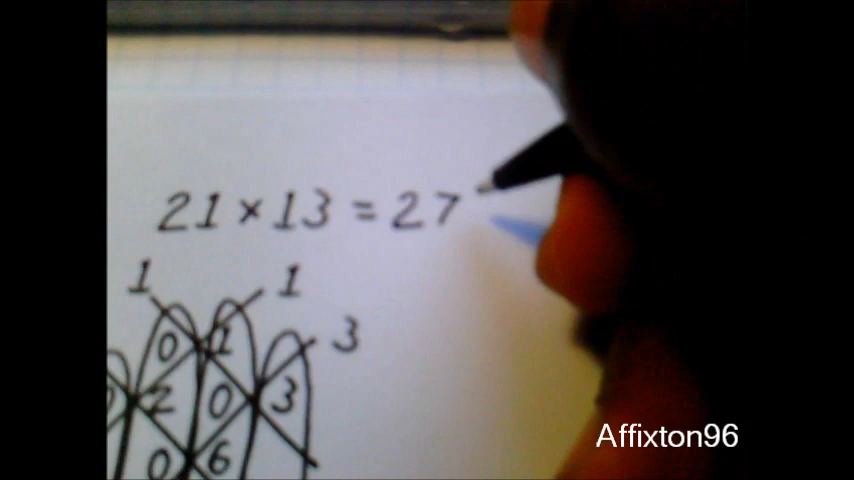 21 × 13 = 27
1 1
0 1 3
2 0 3
0 6
Affixton96